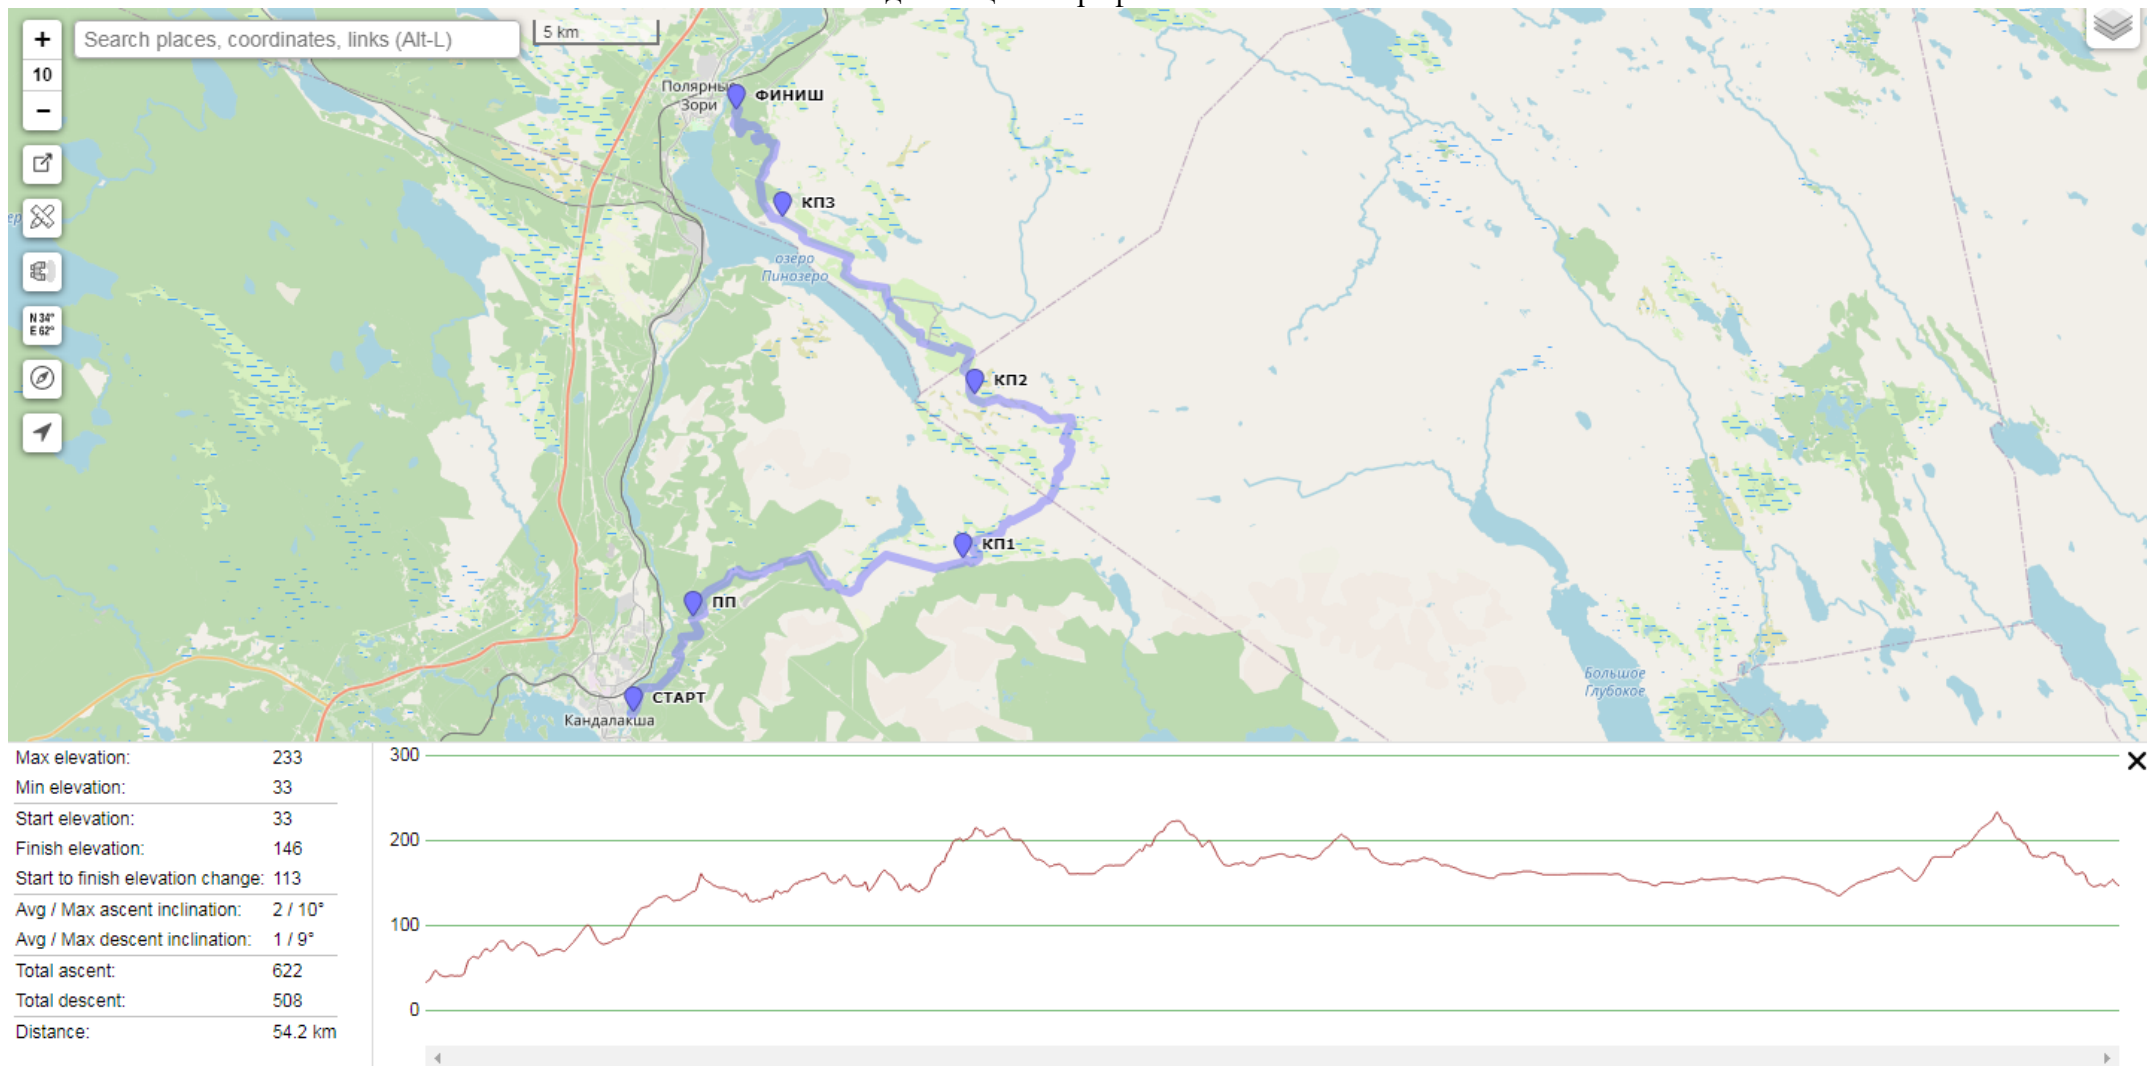 +
Search places, coordinates, links (Alt-L)
5 km
10
−
Полярные
Зори
ФИНИШ
КП3
N 34°
E 62°
озеро
Пинозеро
КП2
КП1
ПП
СТАРТ
Кандалакша
Большое
Глубокое
Max elevation: 233
Min elevation: 33
Start elevation: 33
Finish elevation: 146
Start to finish elevation change: 113
Avg / Max ascent inclination: 2 / 10°
Avg / Max descent inclination: 1 / 9°
Total ascent: 622
Total descent: 508
Distance: 54.2 km
300
200
100
0